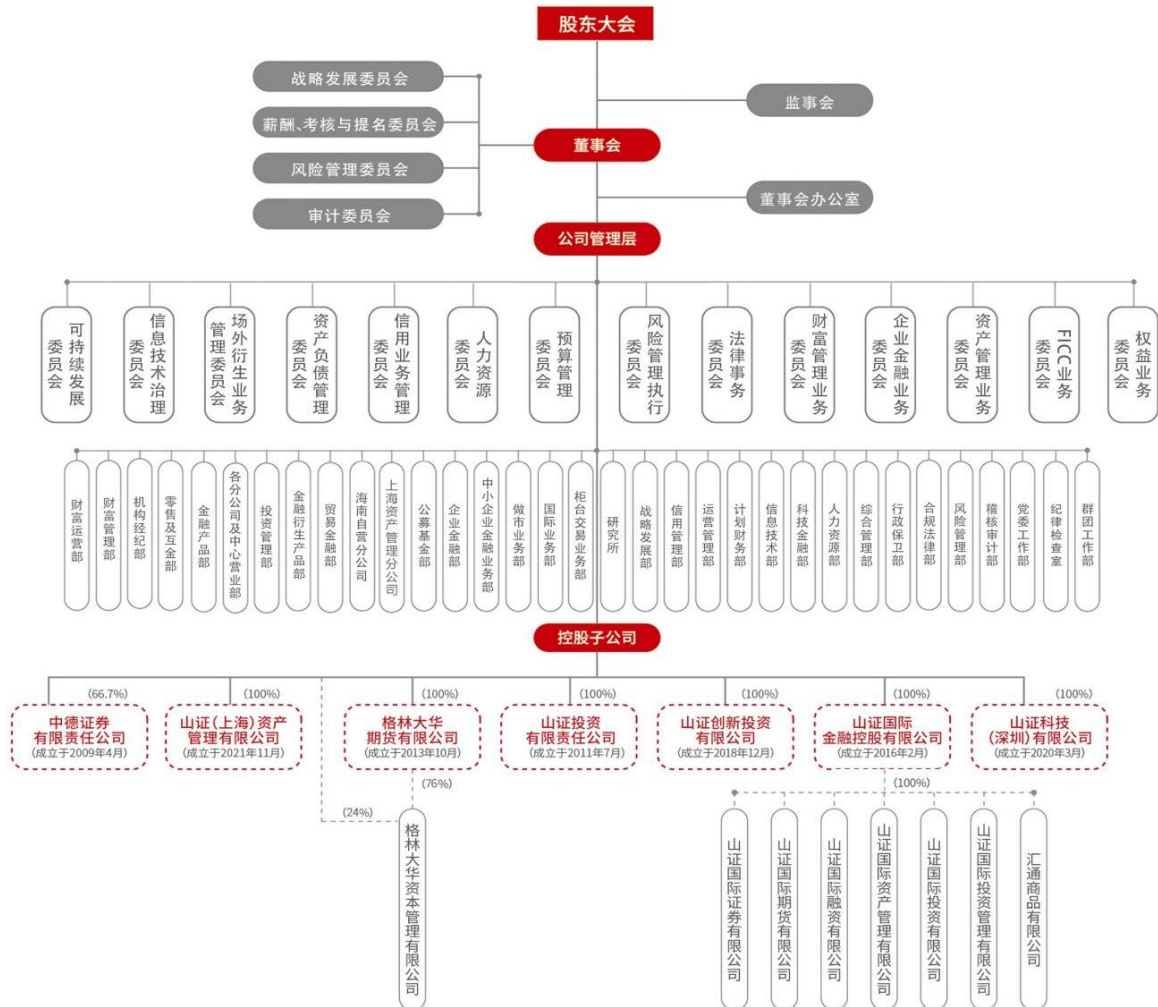 股东大会
战略发展委员会
监事会
薪酬、考核与提名委员会
董事会
风险管理委员会
董事会办公室
审计委员会
公司管理层
可持续发展
委员会
信息技术治理
委员会
场外衍生业务
管理委员会
资产负债管理
委员会
信用业务管理
委员会
人力资源
委员会
预算管理
委员会
风险管理执行
委员会
法律事务
委员会
财富管理业务
委员会
企业金融业务
委员会
资产管理业务
委员会
FICC业务
委员会
权益业务
委员会
财富运营部
财富管理部
机构经纪部
零售及互金部
金融产品部
各分公司及中心营业部
投资管理部
金融衍生产品部
贸易金融部
海南自营分公司
上海资产管理分公司
公募基金部
企业金融部
中小企业金融业务部
做市业务部
国际业务部
柜台交易业务部
研究所
战略发展部
信用管理部
运营管理部
计划财务部
信息技术部
科技金融部
人力资源部
综合管理部
行政保卫部
合规法律部
风险管理部
稽核审计部
党委工作部
纪律检查室
群团工作部
控股子公司
(66.7%)
(100%)
(100%)
(100%)
(100%)
(100%)
(100%)
中德证券
有限责任公司
(成立于2009年4月)
山证(上海)资产
管理有限公司
(成立于2021年11月)
格林大华
期货有限公司
(成立于2013年10月)
山证投资
有限责任公司
(成立于2011年7月)
山证创新投资
有限公司
(成立于2018年12月)
山证国际
金融控股有限公司
(成立于2016年2月)
山证科技
(深圳)有限公司
(成立于2020年3月)
(76%)
(100%)
(24%)
格林大华资本管理有限公司
山证国际证券有限公司
山证国际期货有限公司
山证国际融资有限公司
山证国际资产管理有限公司
山证国际投资有限公司
山证国际投资管理有限公司
汇通商品有限公司